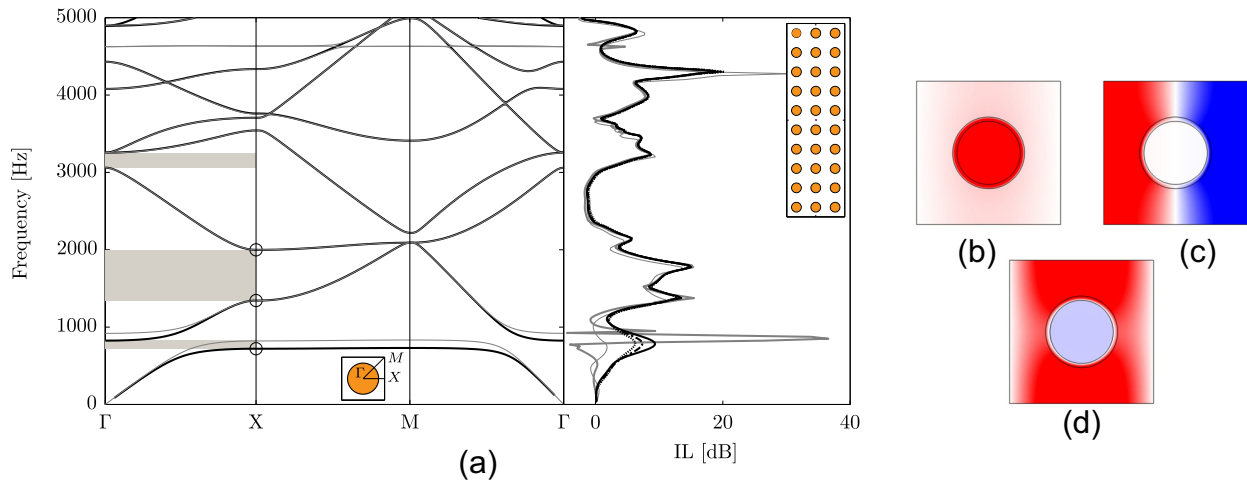 Frequency [Hz]
5000
4000
3000
2000
1000
0
Γ X M Γ
Γ M X
0 20 40
IL [dB]
(a)
(b)
(c)
(d)